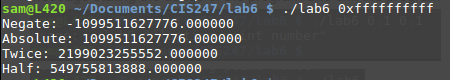 sam@L420 ~/Documents/CIS247/lab6 $ ./lab6 0xffffffffff
Negate: -1099511627776.000000
Absolute: 1099511627776.000000
Twice: 2199023255552.000000
Half: 549755813888.000000